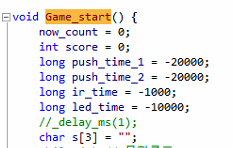 void Game_start() {
now_count = 0;
int score = 0;
long push_time_1 = -20000;
long push_time_2 = -20000;
long ir_time = -1000;
long led_time = -10000;
//_delay_ms(1);
char s[3] = "";